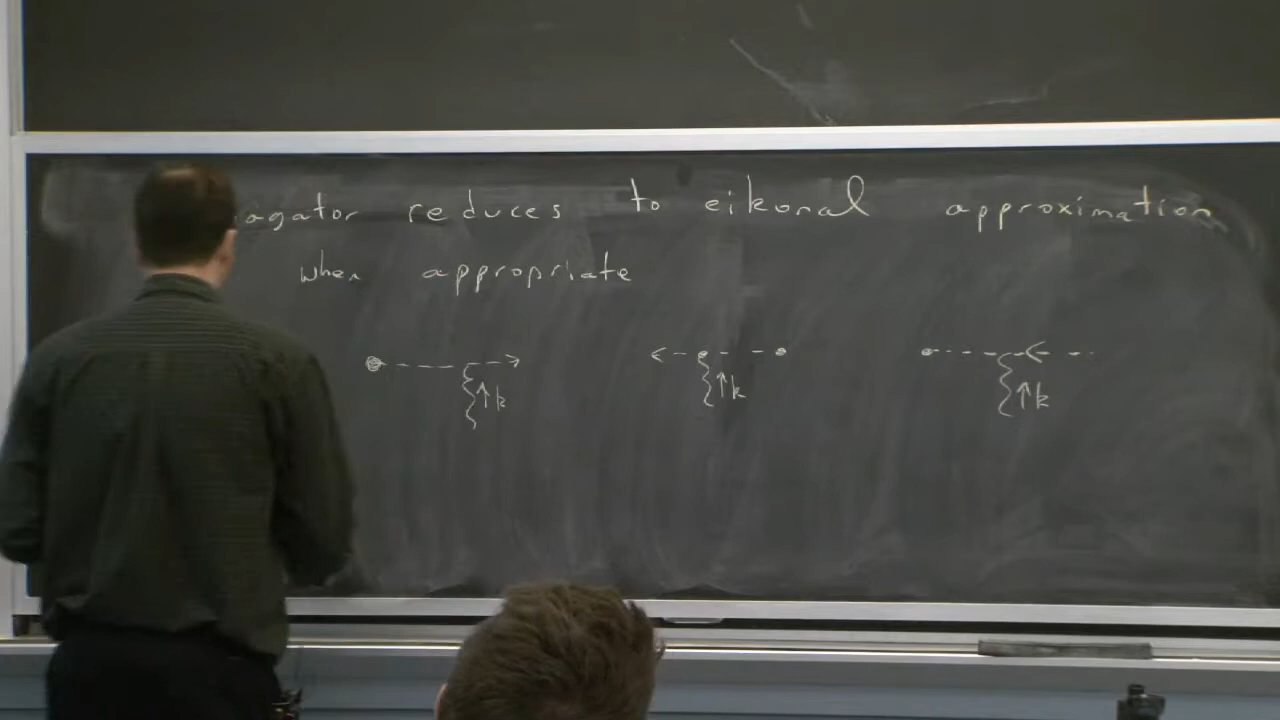 agator reduces to eikonal approximation
when appropriate
↑k ↑k ↑k